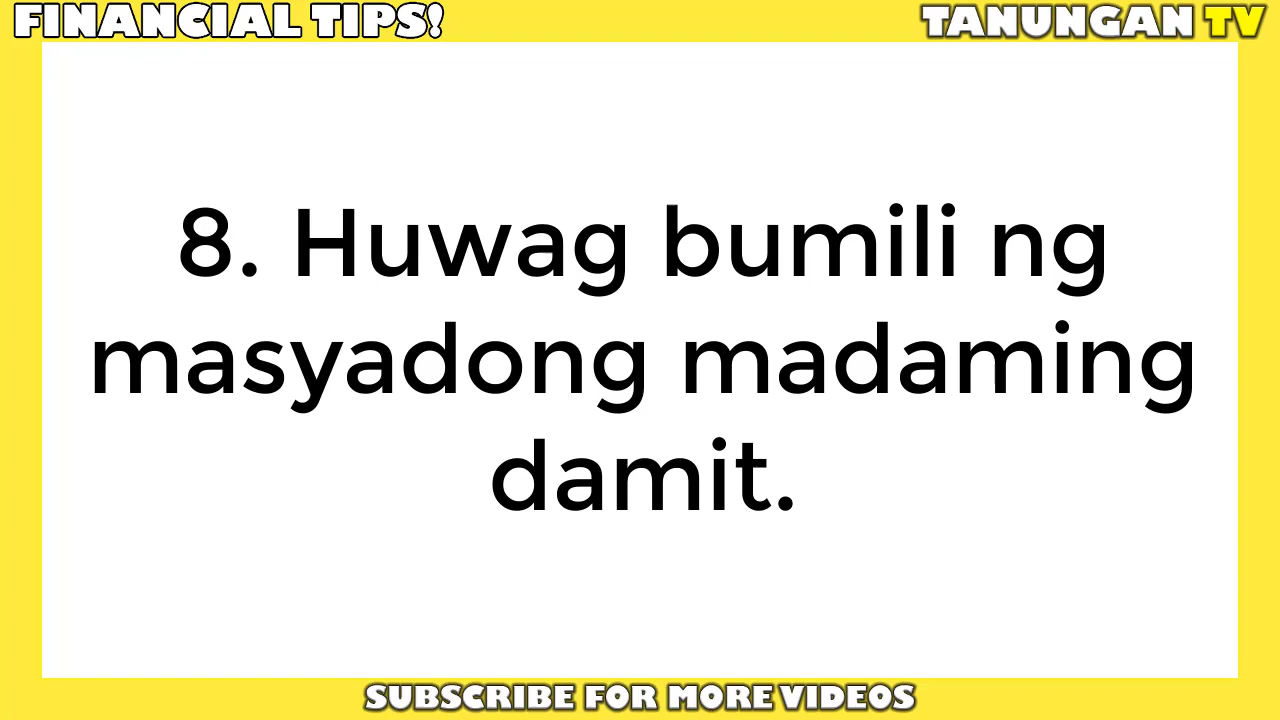 FINANCIAL TIPS!
TANUNGAN TV
8. Huwag bumili ng
masyadong madaming
damit.
SUBSCRIBE FOR MORE VIDEOS